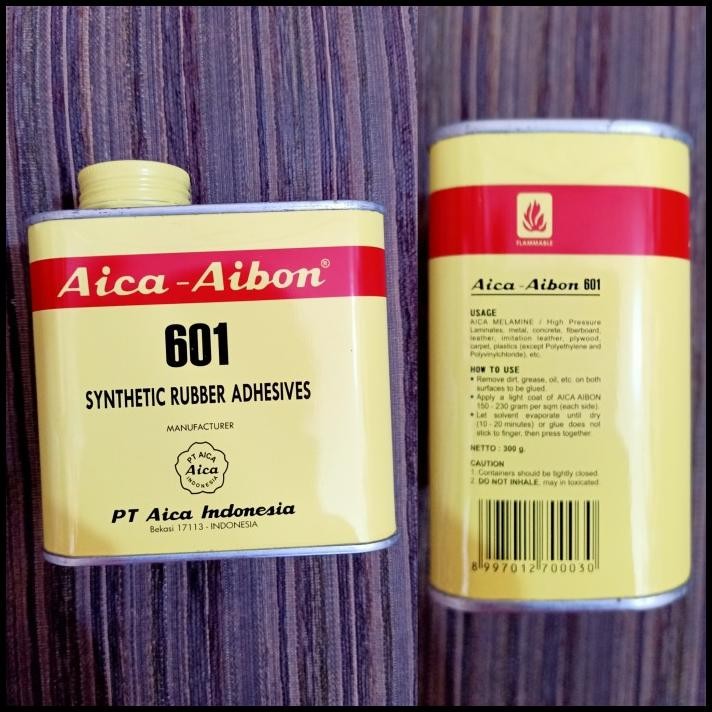 Aica-Aibon®
601
SYNTHETIC RUBBER ADHESIVES
MANUFACTURER
PT AICA
Aica
INDONESIA
PT Aica Indonesia
Bekasi 17113 - INDONESIA
FLAMMABLE
Aica-Aibon 601
USAGE
AICA MELAMINE / High Pressure
Laminates, metal, concrete, fiberboard,
leather, imitation leather, plywood,
carpet, plastics (except Polyethylene and
Polyvinylchloride), etc.
HOW TO USE
• Remove dirt, grease, oil, etc. on both
surfaces to be glued.
• Apply a light coat of AICA AIBON
150 - 230 gram per sqm (each side).
• Let solvent evaporate until dry
(10 - 20 minutes) or glue does not
stick to finger, then press together.
NETTO : 300 g.
CAUTION
1. Containers should be tightly closed.
2. DO NOT INHALE, may in toxicated.
8 997012 700030